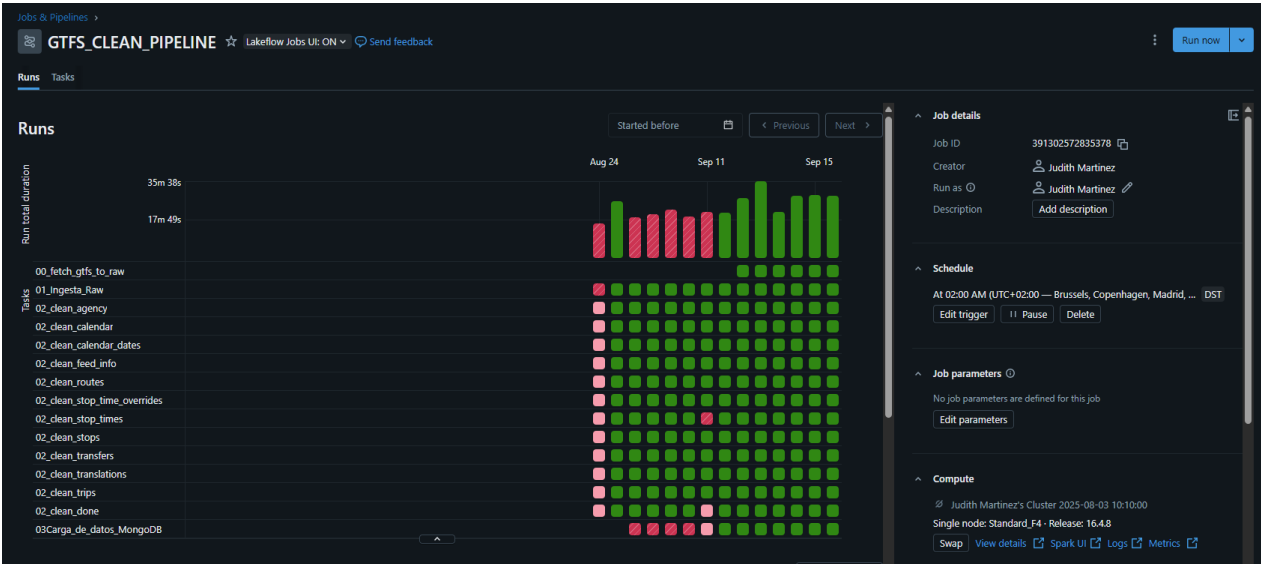 Jobs & Pipelines ›
GTFS_CLEAN_PIPELINE Lakeflow Jobs UI: ON Send feedback
Run now
Runs Tasks
Runs
Started before Previous Next
Aug 24 Sep 11 Sep 15
Run total duration
35m 38s
17m 49s
Tasks
00_fetch_gtfs_to_raw
01_Ingesta_Raw
02_clean_agency
02_clean_calendar
02_clean_calendar_dates
02_clean_feed_info
02_clean_routes
02_clean_stop_time_overrides
02_clean_stop_times
02_clean_stops
02_clean_transfers
02_clean_translations
02_clean_trips
02_clean_done
03Carga_de_datos_MongoDB
Job details
Job ID 391302572835378
Creator Judith Martinez
Run as Judith Martinez
Description Add description
Schedule
At 02:00 AM (UTC+02:00 — Brussels, Copenhagen, Madrid, ... DST
Edit trigger Pause Delete
Job parameters
No job parameters are defined for this job
Edit parameters
Compute
Judith Martinez's Cluster 2025-08-03 10:10:00
Single node: Standard_F4 · Release: 16.4.8
Swap View details Spark UI Logs Metrics